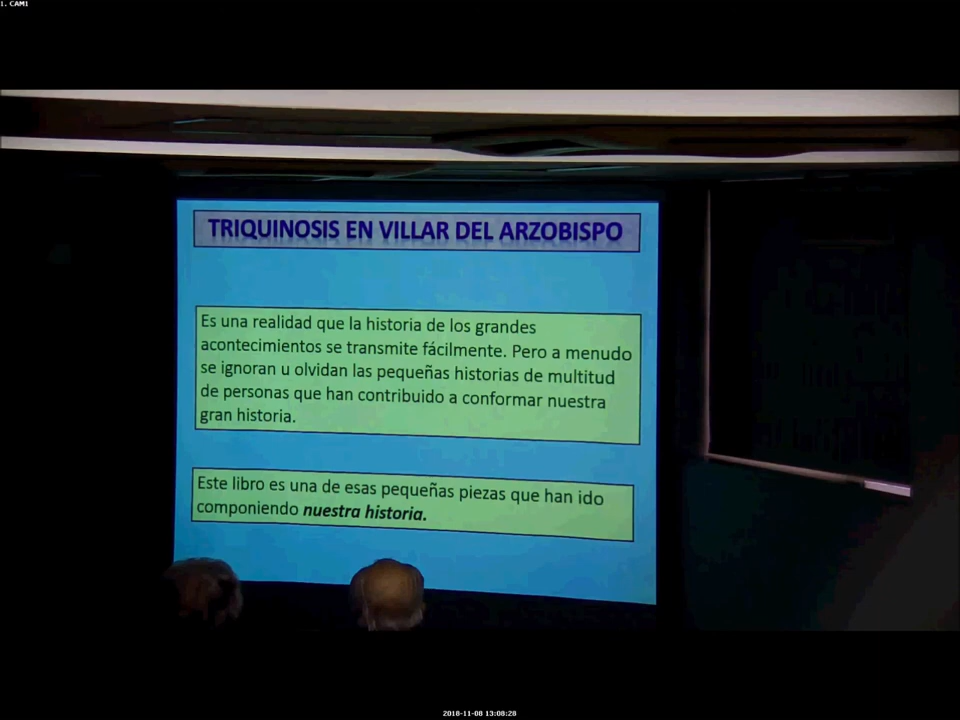 1. CAM1
TRIQUINOSIS EN VILLAR DEL ARZOBISPO
Es una realidad que la historia de los grandes
acontecimientos se transmite fácilmente. Pero a menudo
se ignoran u olvidan las pequeñas historias de multitud
de personas que han contribuido a conformar nuestra
gran historia.
Este libro es una de esas pequeñas piezas que han ido
componiendo nuestra historia.
2018-11-08 13:08:28